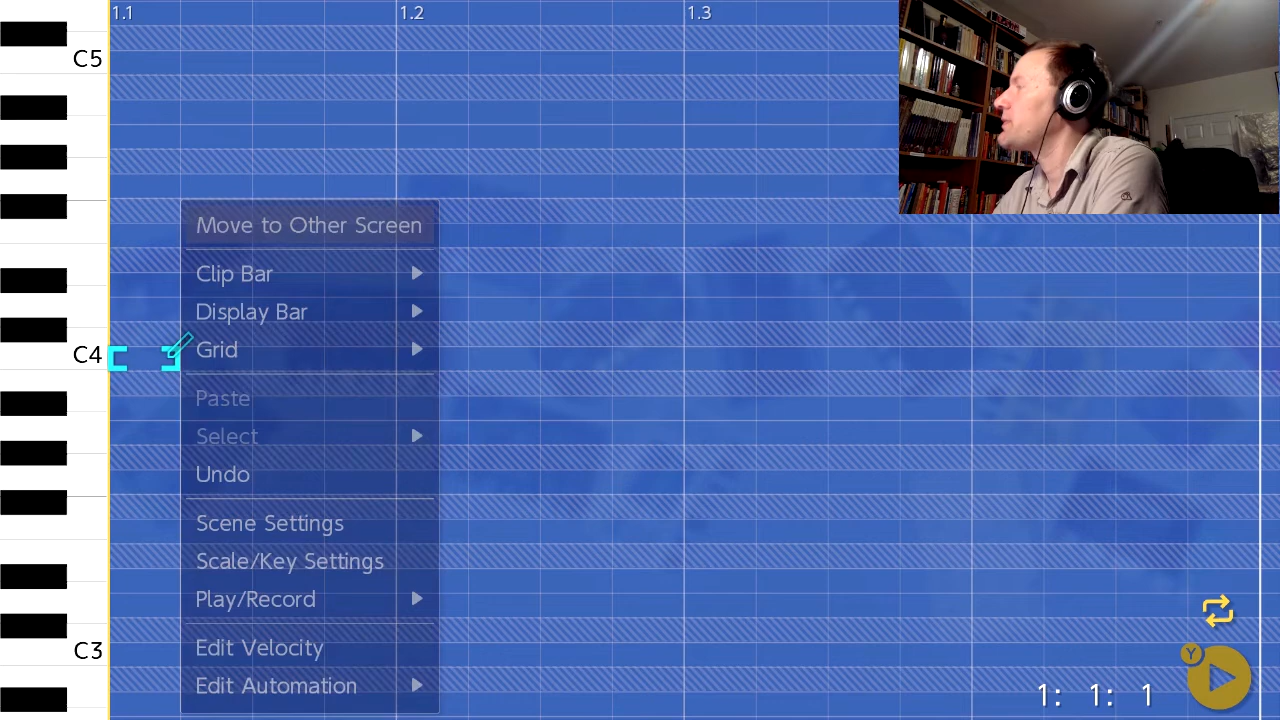 1.1 1.2 1.3
C5
Move to Other Screen
Clip Bar
Display Bar
C4
Grid
Paste
Select
Undo
Scene Settings
Scale/Key Settings
Play/Record
C3
Edit Velocity
Y
Edit Automation
1: 1: 1